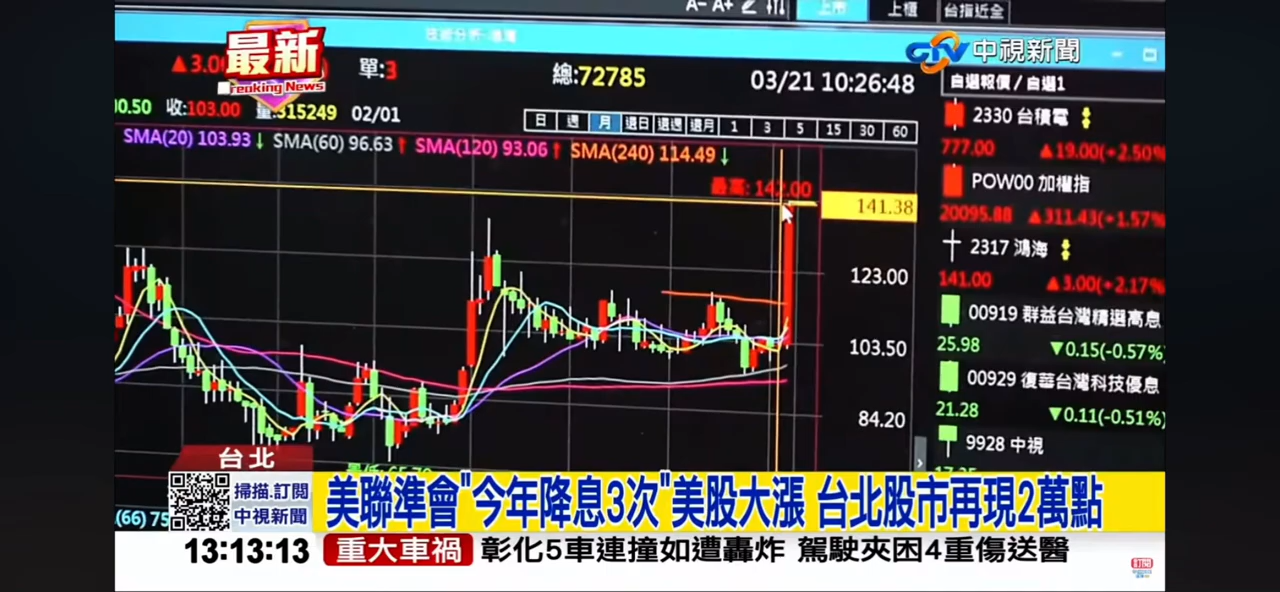 A- A+
上市
上櫃
台指近全
最新
Breaking News
單:3
總:72785
03/21 10:26:48
中視新聞
自選報價 / 自選1
收:103.00
量:315249
02/01
日 週 月 還日 還週 還月 1 3 5 15 30 60
SMA(20) 103.93↓ SMA(60) 96.63↑ SMA(120) 93.06↑ SMA(240) 114.49↓
最高: 142.00
141.38
123.00
103.50
84.20
2330 台積電
777.00 ▲19.00(+2.50%
POW00 加權指
20095.88 ▲311.43(+1.57%
2317 鴻海
141.00 ▲3.00(+2.17%
00919 群益台灣精選高息
25.98 ▼0.15(-0.57%)
00929 復華台灣科技優息
21.28 ▼0.11(-0.51%)
9928 中視
台北
掃描.訂閱
中視新聞
美聯準會"今年降息3次"美股大漲 台北股市再現2萬點
13:13:13
重大車禍
彰化5車連撞如遭轟炸 駕駛夾困4重傷送醫
訂閱